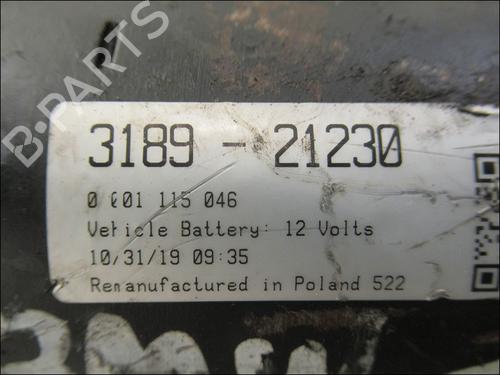 B-PARTS
3189 - 21230
0 001 115 046
Vehicle Battery: 12 Volts
10/31/19 09:35
Remanufactured in Poland 522